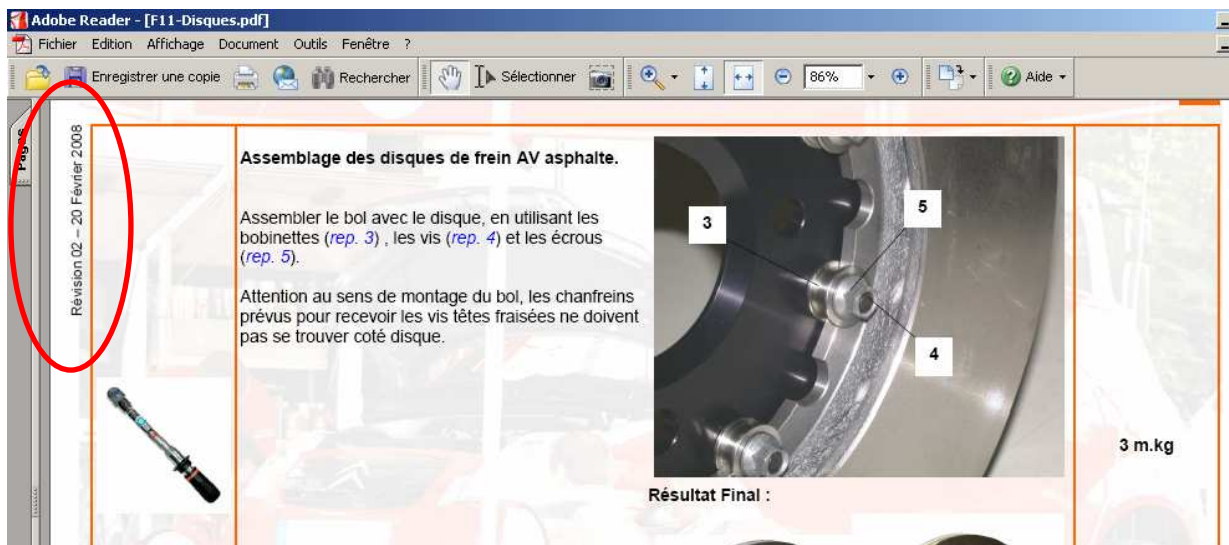 Adobe Reader - [F11-Disques.pdf]
Fichier Edition Affichage Document Outils Fenêtre ?
Enregistrer une copie Rechercher Sélectionner 86% Aide
Pages
Révision 02 – 20 Février 2008
Assemblage des disques de frein AV asphalte.
Assembler le bol avec le disque, en utilisant les
bobinettes (rep. 3) , les vis (rep. 4) et les écrous
(rep. 5).
Attention au sens de montage du bol, les chanfreins
prévus pour recevoir les vis têtes fraisées ne doivent
pas se trouver coté disque.
3
5
4
3 m.kg
Résultat Final :